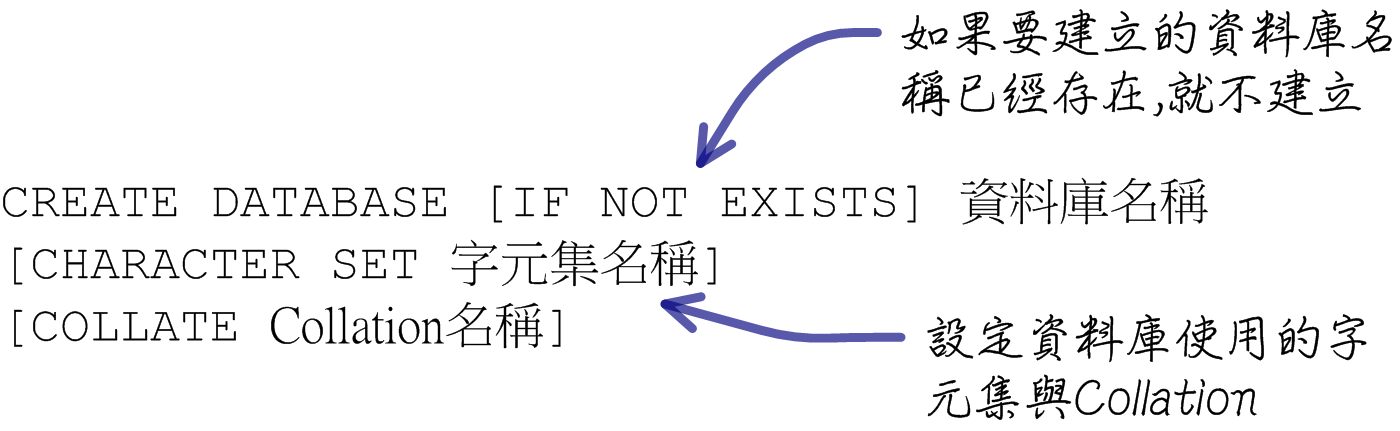 如果要建立的資料庫名
稱已經存在,就不建立
CREATE DATABASE [IF NOT EXISTS] 資料庫名稱
[CHARACTER SET 字元集名稱]
[COLLATE Collation名稱]
設定資料庫使用的字
元集與Collation